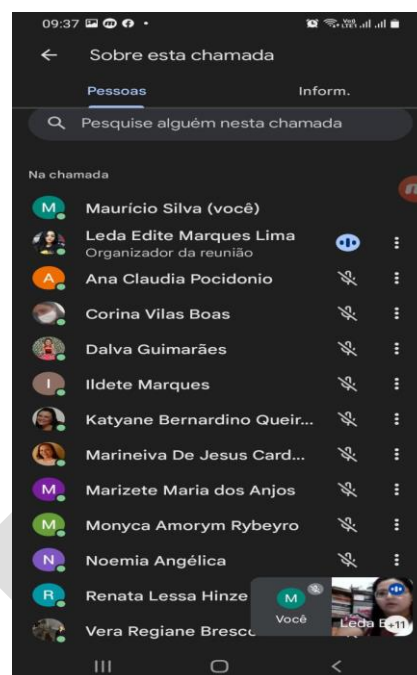 09:37
Sobre esta chamada
Pessoas
Inform.
Pesquise alguém nesta chamada
Na chamada
M
Maurício Silva (você)
Leda Edite Marques Lima
Organizador da reunião
A
Ana Claudia Pocidonio
Corina Vilas Boas
Dalva Guimarães
I
Ildete Marques
Katyane Bernardino Queir...
Marineiva De Jesus Card...
M
Marizete Maria dos Anjos
M
Monyca Amorym Rybeyro
N
Noemia Angélica
R
Renata Lessa Hinze
Vera Regiane
M
Você
Leda
+11